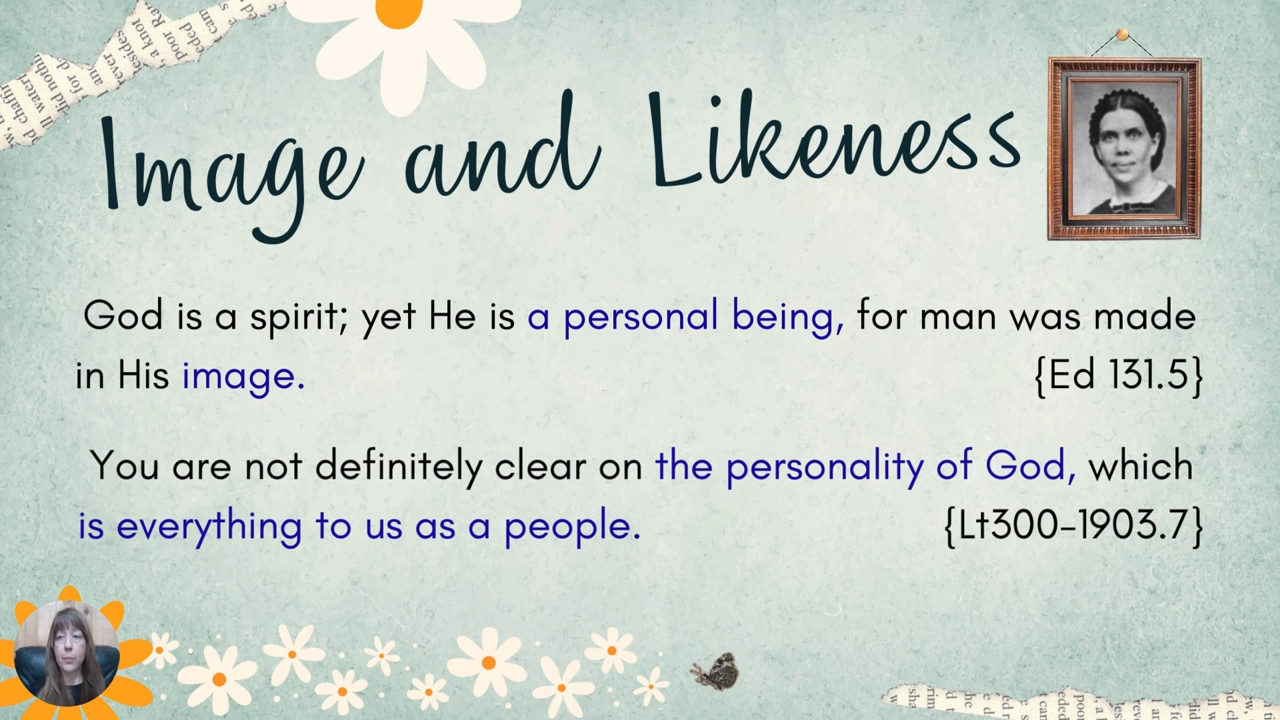 Image and Likeness
God is a spirit; yet He is a personal being, for man was made
in His image. {Ed 131.5}
You are not definitely clear on the personality of God, which
is everything to us as a people. {Lt300-1903.7}